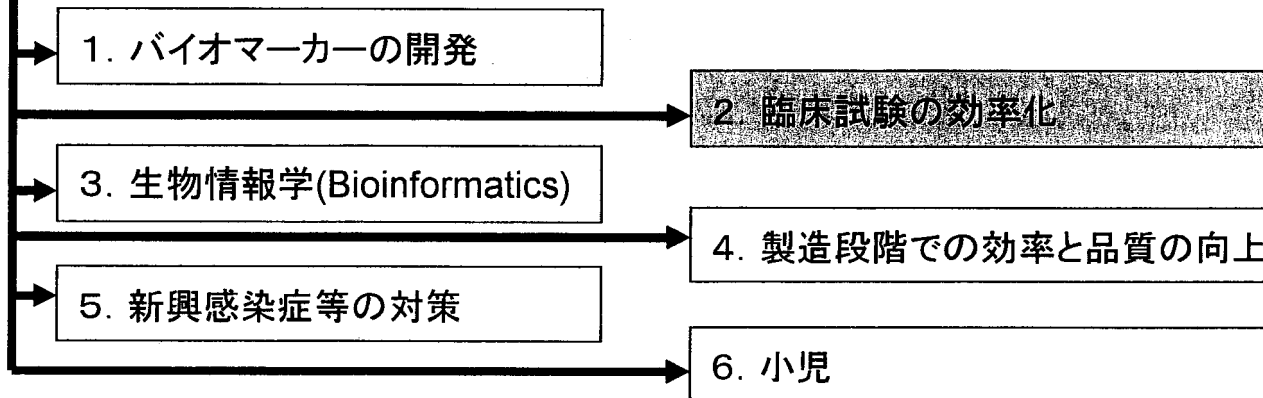 1. バイオマーカーの開発
2. 臨床試験の効率化
3. 生物情報学(Bioinformatics)
4. 製造段階での効率と品質の向上
5. 新興感染症等の対策
6. 小児